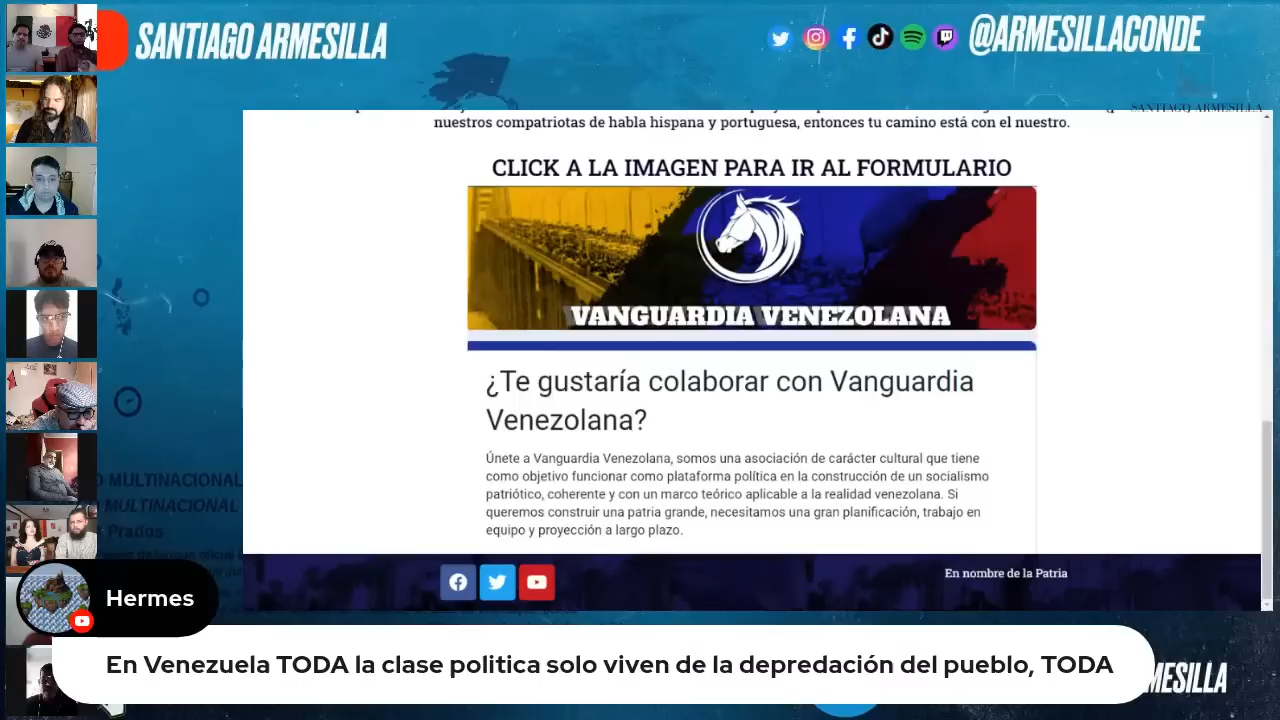 SANTIAGO ARMESILLA
@ARMESILLACONDE
SANTIAGO ARMESILLA
nuestros compatriotas de habla hispana y portuguesa, entonces tu camino está con el nuestro.
CLICK A LA IMAGEN PARA IR AL FORMULARIO
VANGUARDIA VENEZOLANA
¿Te gustaría colaborar con Vanguardia
Venezolana?
Únete a Vanguardia Venezolana, somos una asociación de carácter cultural que tiene
como objetivo funcionar como plataforma política en la construcción de un socialismo
patriótico, coherente y con un marco teórico aplicable a la realidad venezolana. Si
queremos construir una patria grande, necesitamos una gran planificación, trabajo en
equipo y proyección a largo plazo.
O MULTINACIONAL
MULTINACIONAL
Prados
En nombre de la Patria
Hermes
En Venezuela TODA la clase politica solo viven de la depredación del pueblo, TODA
MESILLA